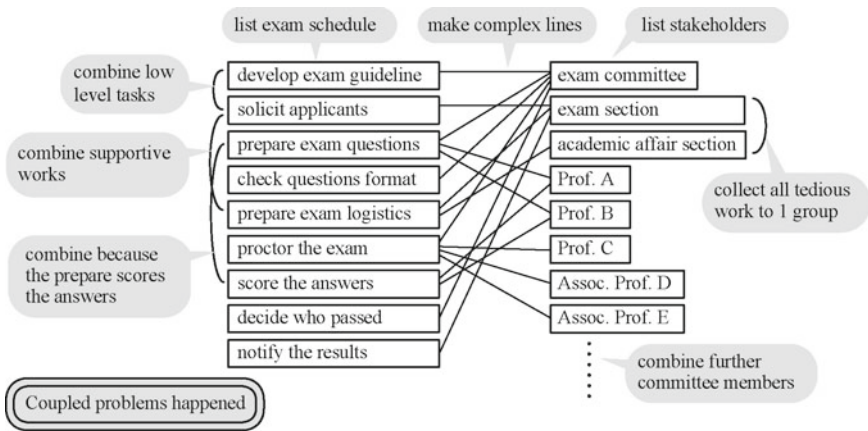 list exam schedule
make complex lines
list stakeholders
combine low
level tasks
develop exam guideline
exam committee
solicit applicants
exam section
combine supportive
works
prepare exam questions
academic affair section
check questions format
Prof. A
collect all tedious
work to 1 group
prepare exam logistics
Prof. B
combine because
the prepare scores
the answers
proctor the exam
Prof. C
score the answers
Assoc. Prof. D
decide who passed
Assoc. Prof. E
notify the results
combine further
committee members
Coupled problems happened